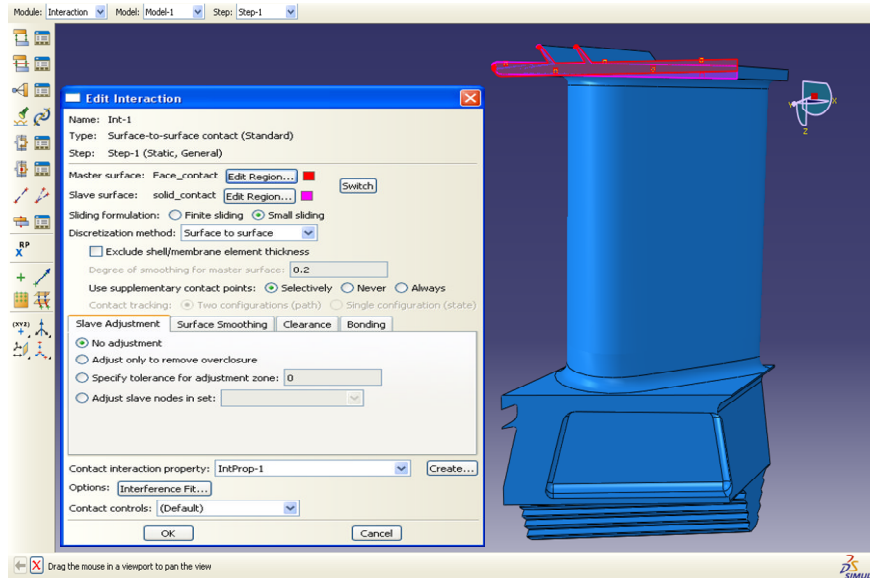 Module: Interaction Model: Model-1 Step: Step-1
Edit Interaction
Name: Int-1
Type: Surface-to-surface contact (Standard)
Step: Step-1 (Static, General)
Master surface: Face_contact Edit Region...
Switch
Slave surface: solid_contact Edit Region...
Sliding formulation: Finite sliding Small sliding
Discretization method: Surface to surface
Exclude shell/membrane element thickness
Degree of smoothing for master surface: 0.2
Use supplementary contact points: Selectively Never Always
Contact tracking: Two configurations (path) Single configuration (state)
Slave Adjustment Surface Smoothing Clearance Bonding
No adjustment
Adjust only to remove overclosure
Specify tolerance for adjustment zone: 0
Adjust slave nodes in set:
Contact interaction property: IntProp-1 Create...
Options: Interference Fit...
Contact controls: (Default)
OK Cancel
RP
X
(XYZ)
Y X
Z
Drag the mouse in a viewport to pan the view
SIMUL